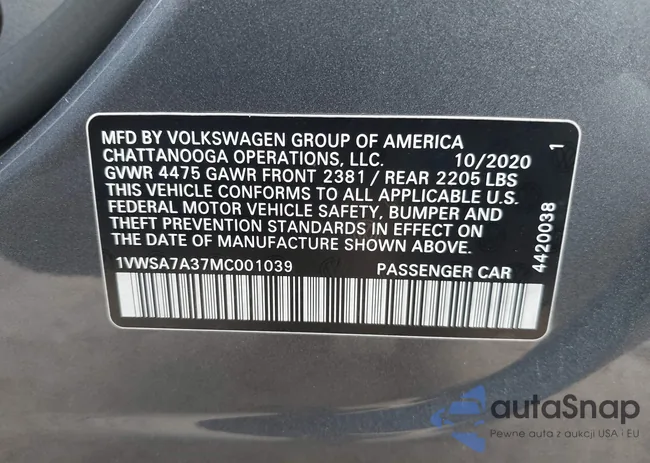 MFD BY VOLKSWAGEN GROUP OF AMERICA
CHATTANOOGA OPERATIONS, LLC. 10/2020
GVWR 4475 GAWR FRONT 2381 / REAR 2205 LBS
THIS VEHICLE CONFORMS TO ALL APPLICABLE U.S.
FEDERAL MOTOR VEHICLE SAFETY, BUMPER AND
THEFT PREVENTION STANDARDS IN EFFECT ON
THE DATE OF MANUFACTURE SHOWN ABOVE.
1VWSA7A37MC001039 PASSENGER CAR
4420038 1
autaSnap
Pewne auta z aukcji USA i EU